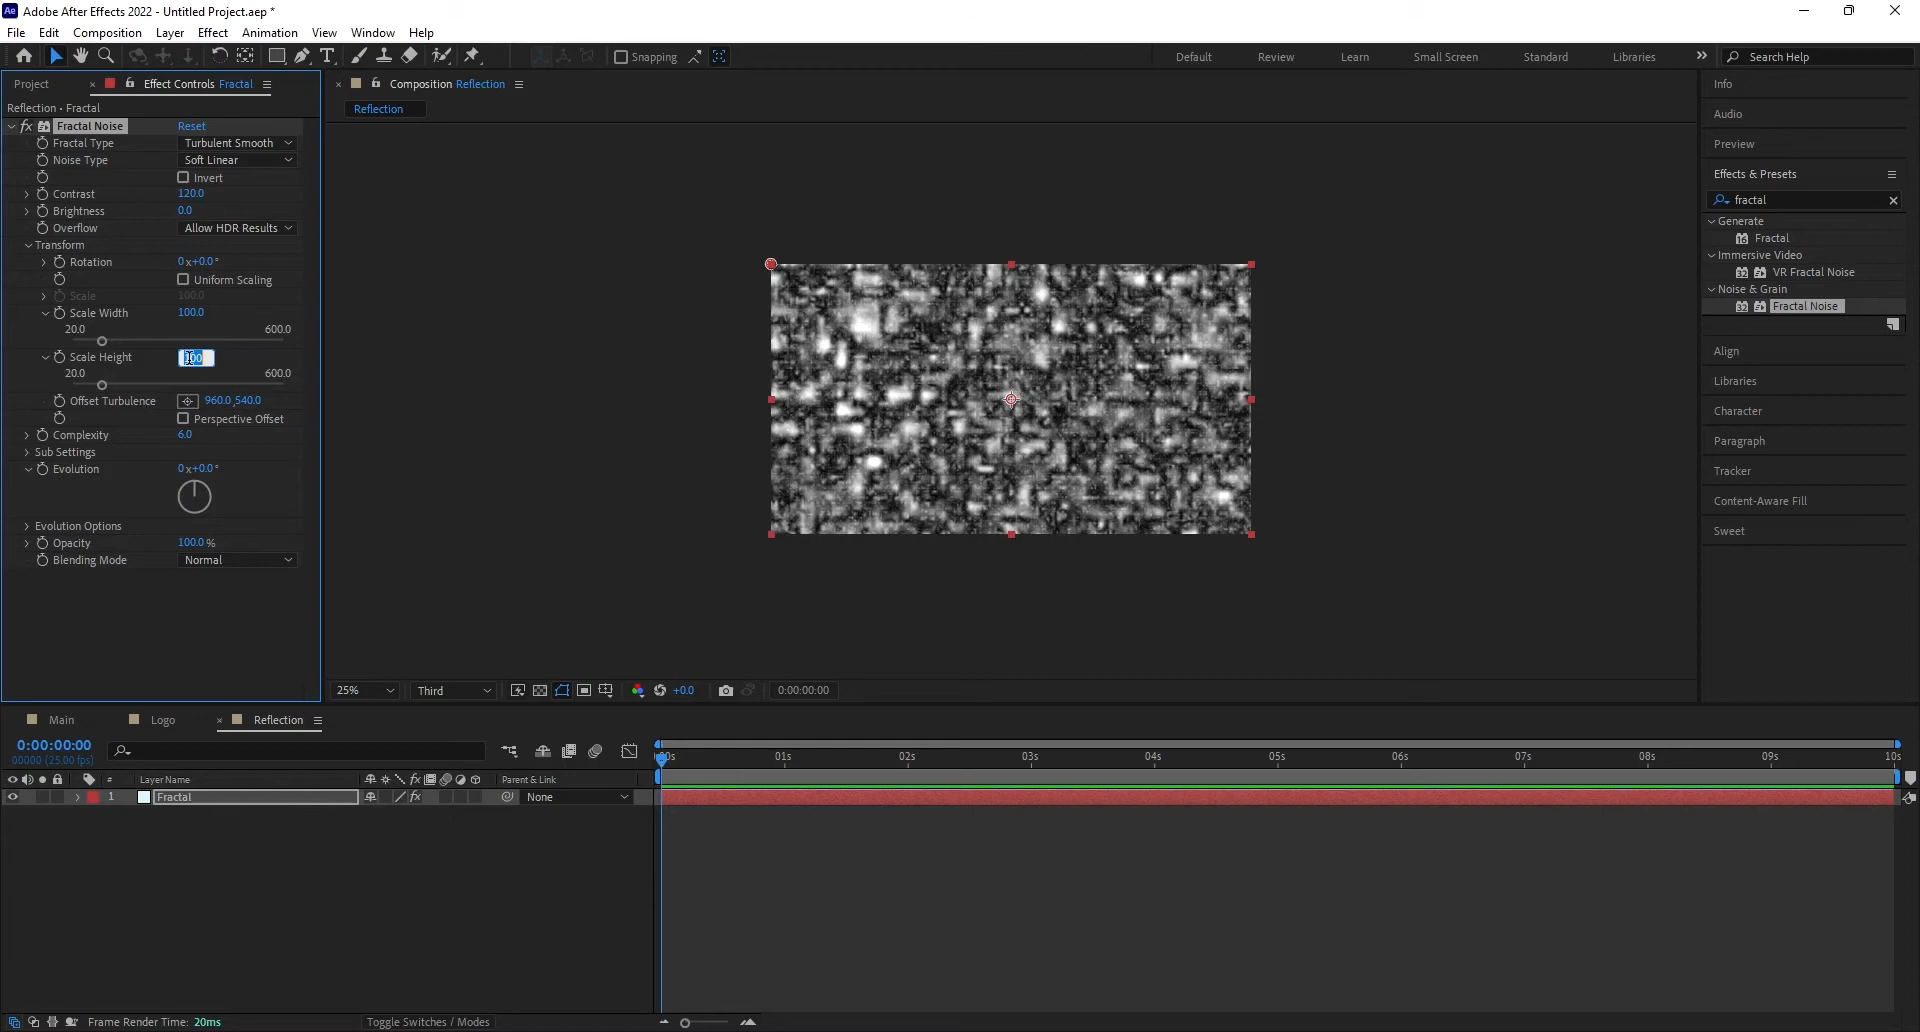 Adobe After Effects 2022 - Untitled Project.aep *
File Edit Composition Layer Effect Animation View Window Help
Snapping
Default Review Learn Small Screen Standard Libraries
Search Help
Project
Effect Controls Fractal
Reflection • Fractal
Fractal Noise Reset
Fractal Type Turbulent Smooth
Noise Type Soft Linear
Invert
Contrast 120.0
Brightness 0.0
Overflow Allow HDR Results
Transform
Rotation 0x+0.0°
Uniform Scaling
Scale 100.0
Scale Width 100.0
20.0 600.0
Scale Height 100
20.0 600.0
Offset Turbulence 960.0,540.0
Perspective Offset
Complexity 6.0
Sub Settings
Evolution 0x+0.0°
Evolution Options
Opacity 100.0 %
Blending Mode Normal
Composition Reflection
Reflection
25% Third +0.0 0:00:00:00
Info
Audio
Preview
Effects & Presets
fractal
Generate
Fractal
Immersive Video
VR Fractal Noise
Noise & Grain
Fractal Noise
Align
Libraries
Character
Paragraph
Tracker
Content-Aware Fill
Sweet
Main Logo Reflection
0:00:00:00
00000 (25.00 fps)
01s 02s 03s 04s 05s 06s 07s 08s 09s 10s
# Layer Name Parent & Link
1 Fractal None
Frame Render Time: 20ms
Toggle Switches / Modes